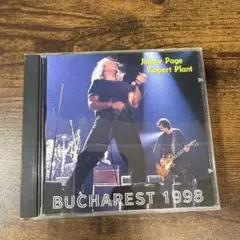 Jimmy Page
Robert Plant
BUCHAREST 1998